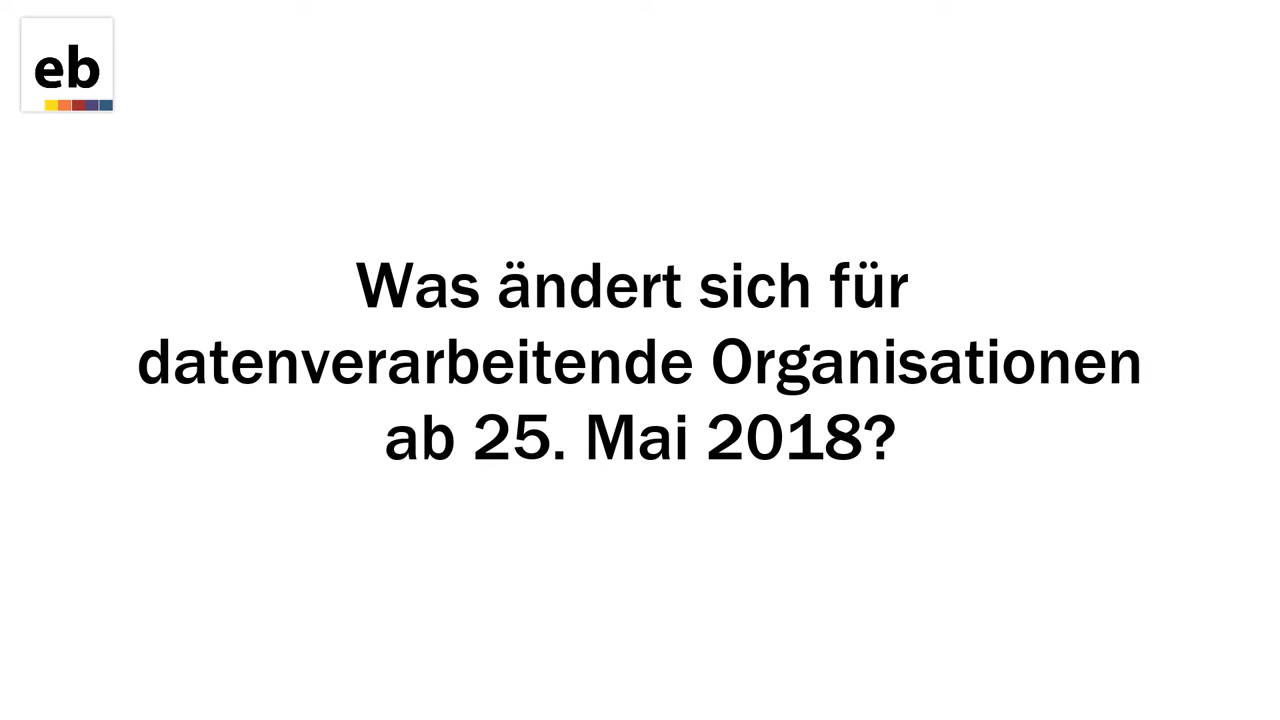 eb
Was ändert sich für
datenverarbeitende Organisationen
ab 25. Mai 2018?